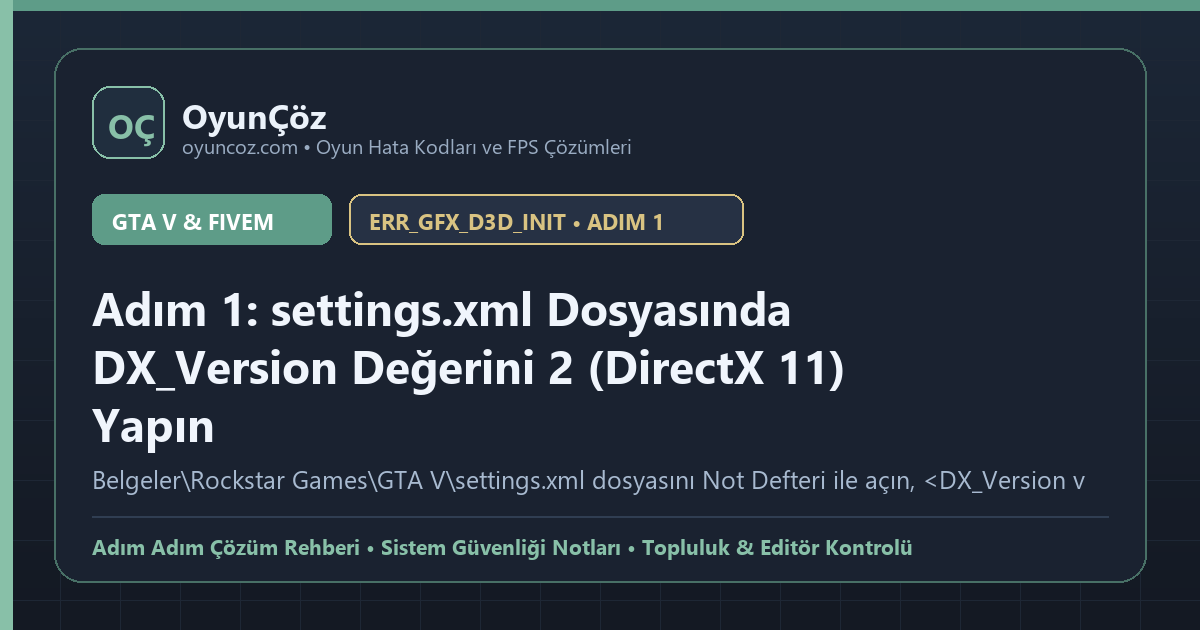 OÇ
OyunÇöz
oyuncoz.com • Oyun Hata Kodları ve FPS Çözümleri
GTA V & FIVEM
ERR_GFX_D3D_INIT • ADIM 1
Adım 1: settings.xml Dosyasında
DX_Version Değerini 2 (DirectX 11)
Yapın
Belgeler\Rockstar Games\GTA V\settings.xml dosyasını Not Defteri ile açın, <DX_Version v
Adım Adım Çözüm Rehberi • Sistem Güvenliği Notları • Topluluk & Editör Kontrolü